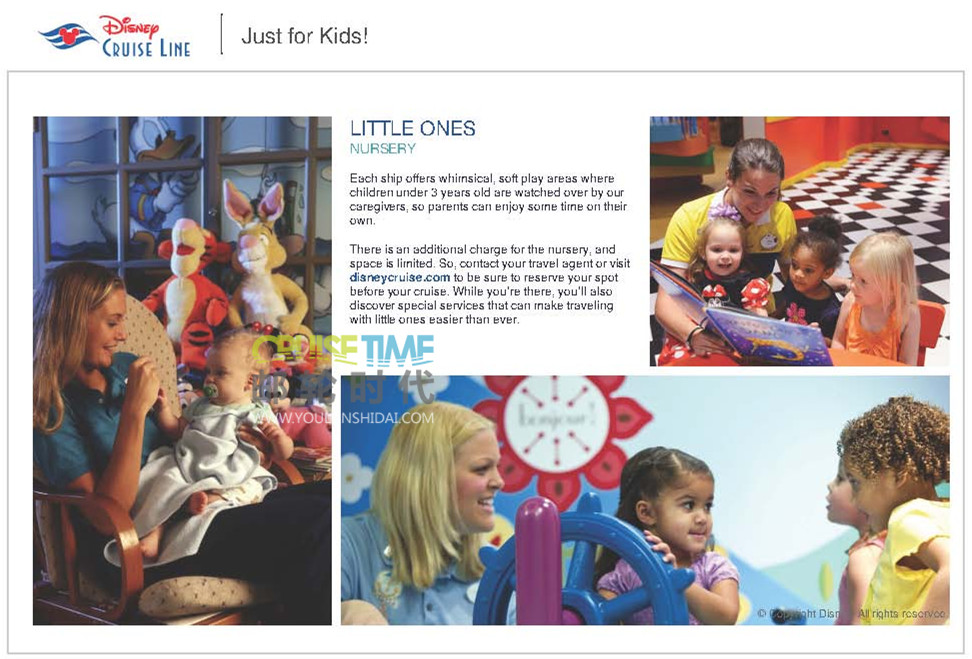 Disney
CRUISE LINE
Just for Kids!
LITTLE ONES
NURSERY
Each ship offers whimsical, soft play areas where
children under 3 years old are watched over by our
caregivers, so parents can enjoy some time on their
own.
There is an additional charge for the nursery, and
space is limited. So, contact your travel agent or visit
disneycruise.com to be sure to reserve your spot
before your cruise. While you're there, you'll also
discover special services that can make traveling
with little ones easier than ever.
CRUISE TIME
邮轮时代
WWW.YOULUNSHIDAI.COM
bonjour!
© Copyright Disney. All rights reserved.